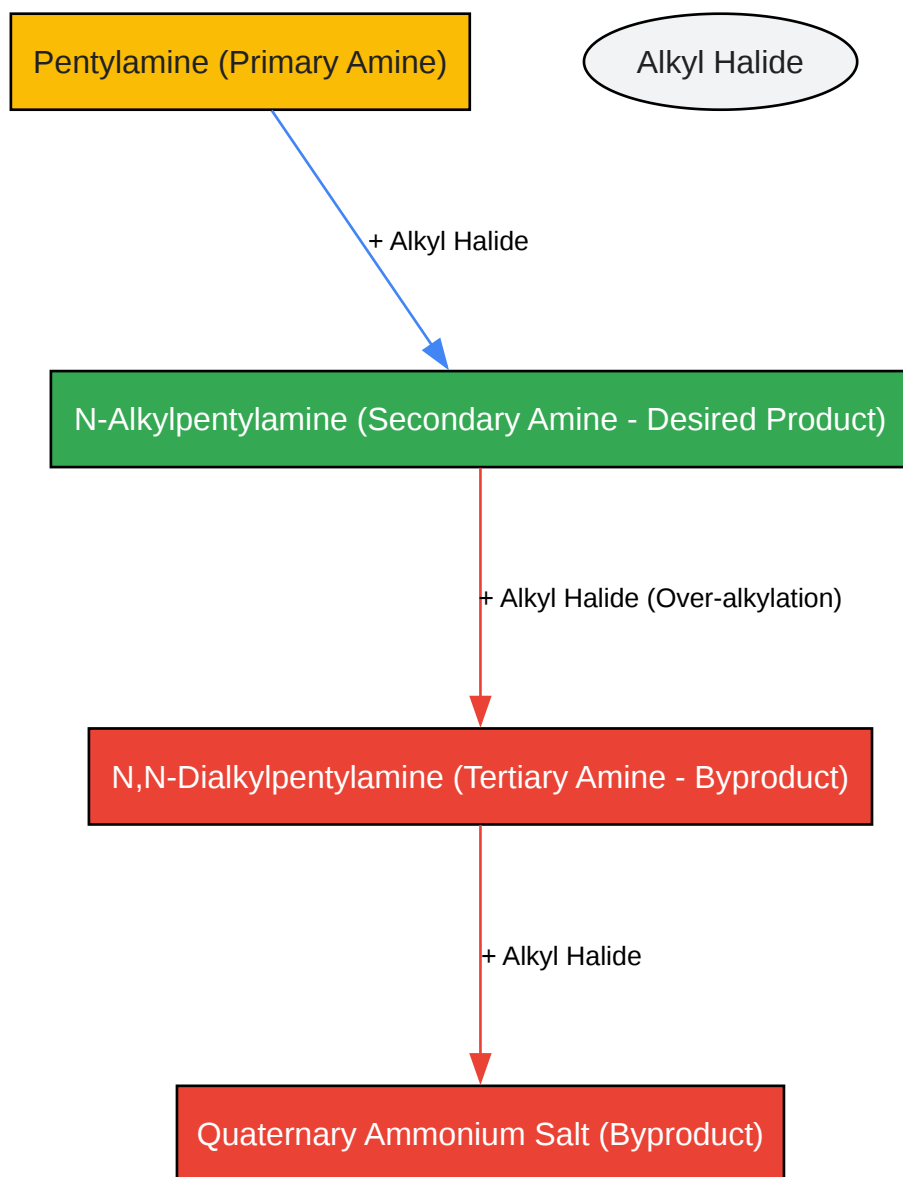 Pentylamine (Primary Amine)
Alkyl Halide
+ Alkyl Halide
N-Alkylpentylamine (Secondary Amine - Desired Product)
+ Alkyl Halide (Over-alkylation)
N,N-Dialkylpentylamine (Tertiary Amine - Byproduct)
+ Alkyl Halide
Quaternary Ammonium Salt (Byproduct)